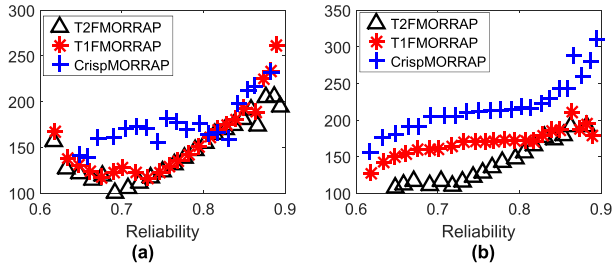 300
250
200
150
100
T2FMORRAP
T1FMORRAP
CrispMORRAP
0.6 0.7 0.8 0.9
Reliability
(a)
350
300
250
200
150
100
T2FMORRAP
T1FMORRAP
CrispMORRAP
0.6 0.7 0.8 0.9
Reliability
(b)